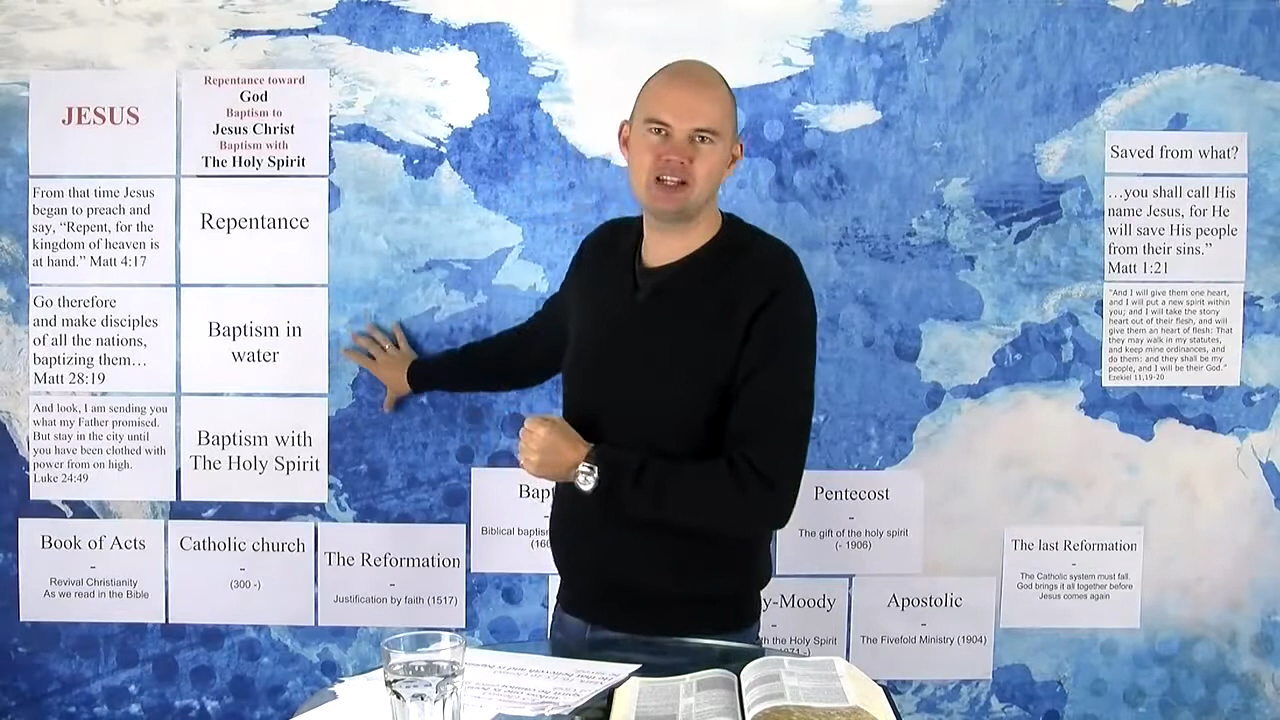 JESUS
Repentance toward
God
Baptism to
Jesus Christ
Baptism with
The Holy Spirit
From that time Jesus
began to preach and
say, “Repent, for the
kingdom of heaven is
at hand.” Matt 4:17
Repentance
Go therefore
and make disciples
of all the nations,
baptizing them…
Matt 28:19
Baptism in
water
And look, I am sending you
what my Father promised.
But stay in the city until
you have been clothed with
power from on high.
Luke 24:49
Baptism with
The Holy Spirit
Saved from what?
…you shall call His
name Jesus, for He
will save His people
from their sins.”
Matt 1:21
"And I will give them one heart,
and I will put a new spirit within
you; and I will take the stony
heart out of their flesh, and will
give them an heart of flesh: That
they may walk in my statutes,
and keep mine ordinances, and
do them: and they shall be my
people, and I will be their God."
Ezekiel 11,19-20
Book of Acts
-
Revival Christianity
As we read in the Bible
Catholic church
-
(300 -)
The Reformation
-
Justification by faith (1517)
Bap
-
Biblical baptis
(160
Pentecost
-
The gift of the holy spirit
(- 1906)
y-Moody
-
th the Holy Spirit
Apostolic
-
The Fivefold Ministry (1904)
The last Reformation
-
The Catholic system must fall.
God brings it all together before
Jesus comes again